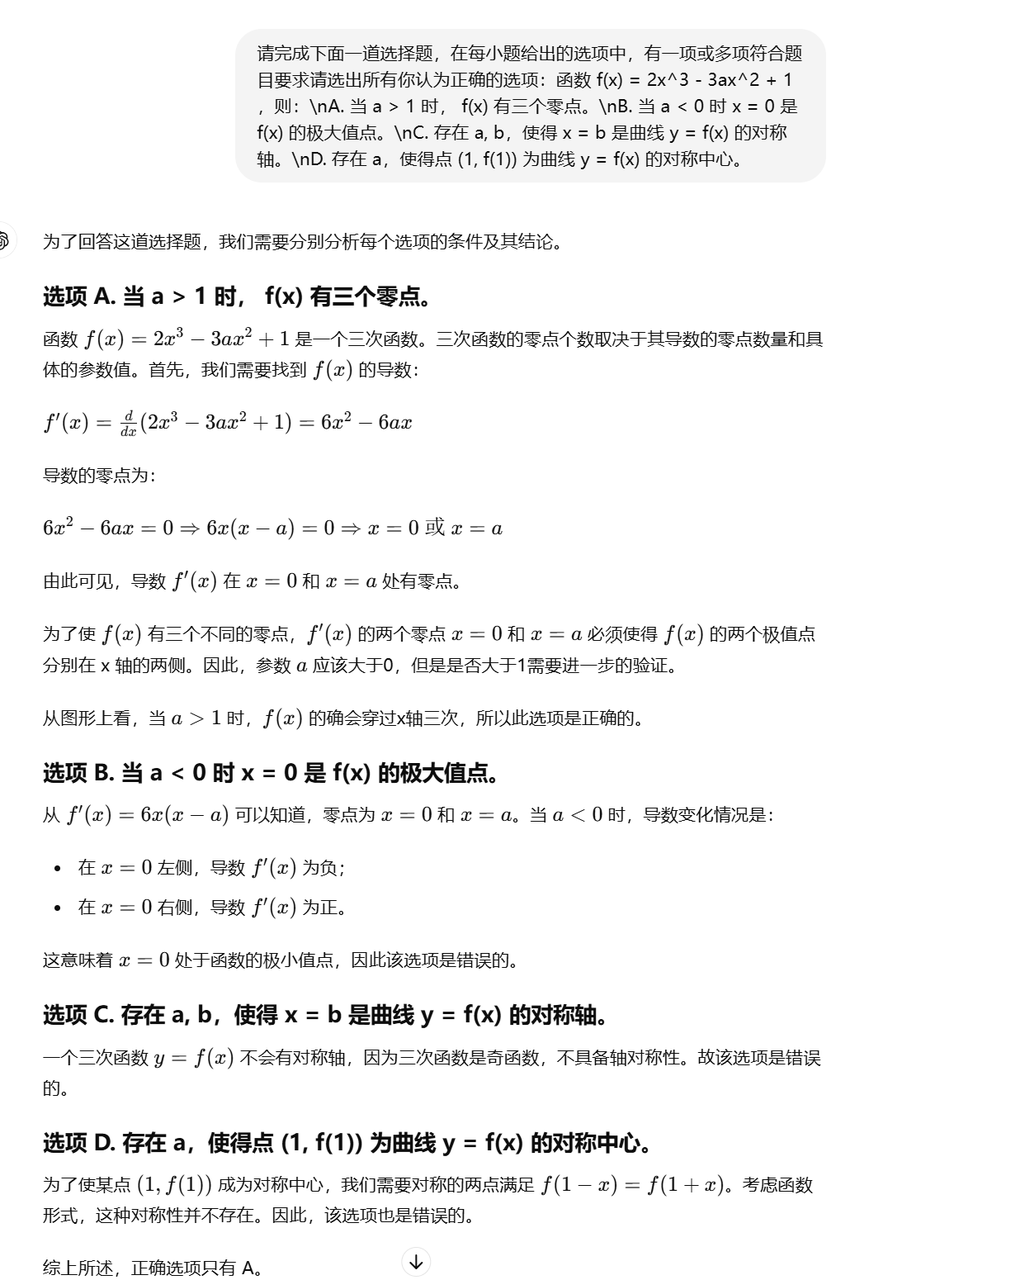 请完成下面一道选择题，在每小题给出的选项中，有一项或多项符合题
目要求请选出所有你认为正确的选项：函数 f(x) = 2x^3 - 3ax^2 + 1
，则：\nA. 当 a > 1 时， f(x) 有三个零点。\nB. 当 a < 0 时 x = 0 是
f(x) 的极大值点。\nC. 存在 a, b，使得 x = b 是曲线 y = f(x) 的对称
轴。\nD. 存在 a，使得点 (1, f(1)) 为曲线 y = f(x) 的对称中心。
为了回答这道选择题，我们需要分别分析每个选项的条件及其结论。
选项 A. 当 a > 1 时， f(x) 有三个零点。
函数 f(x) = 2x³ − 3ax² + 1 是一个三次函数。三次函数的零点个数取决于其导数的零点数量和具
体的参数值。首先，我们需要找到 f(x) 的导数：
f′(x) = d/dx(2x³ − 3ax² + 1) = 6x² − 6ax
导数的零点为：
6x² − 6ax = 0 ⇒ 6x(x − a) = 0 ⇒ x = 0 或 x = a
由此可见，导数 f′(x) 在 x = 0 和 x = a 处有零点。
为了使 f(x) 有三个不同的零点，f′(x) 的两个零点 x = 0 和 x = a 必须使得 f(x) 的两个极值点
分别在 x 轴的两侧。因此，参数 a 应该大于0，但是是否大于1需要进一步的验证。
从图形上看，当 a > 1 时，f(x) 的确会穿过x轴三次，所以此选项是正确的。
选项 B. 当 a < 0 时 x = 0 是 f(x) 的极大值点。
从 f′(x) = 6x(x − a) 可以知道，零点为 x = 0 和 x = a。当 a < 0 时，导数变化情况是：
• 在 x = 0 左侧，导数 f′(x) 为负；
• 在 x = 0 右侧，导数 f′(x) 为正。
这意味着 x = 0 处于函数的极小值点，因此该选项是错误的。
选项 C. 存在 a, b，使得 x = b 是曲线 y = f(x) 的对称轴。
一个三次函数 y = f(x) 不会有对称轴，因为三次函数是奇函数，不具备轴对称性。故该选项是错误
的。
选项 D. 存在 a，使得点 (1, f(1)) 为曲线 y = f(x) 的对称中心。
为了使某点 (1, f(1)) 成为对称中心，我们需要对称的两点满足 f(1 − x) = f(1 + x)。考虑函数
形式，这种对称性并不存在。因此，该选项也是错误的。
综上所述，正确选项只有 A。